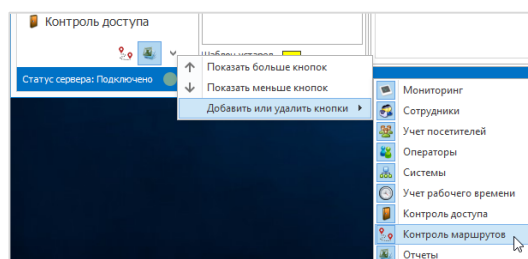 Контроль доступа
Показать больше кнопок
Статус сервера: Подключено
Показать меньше кнопок
Добавить или удалить кнопки
Мониторинг
Сотрудники
Учет посетителей
Операторы
Системы
Учет рабочего времени
Контроль доступа
Контроль маршрутов
Отчеты